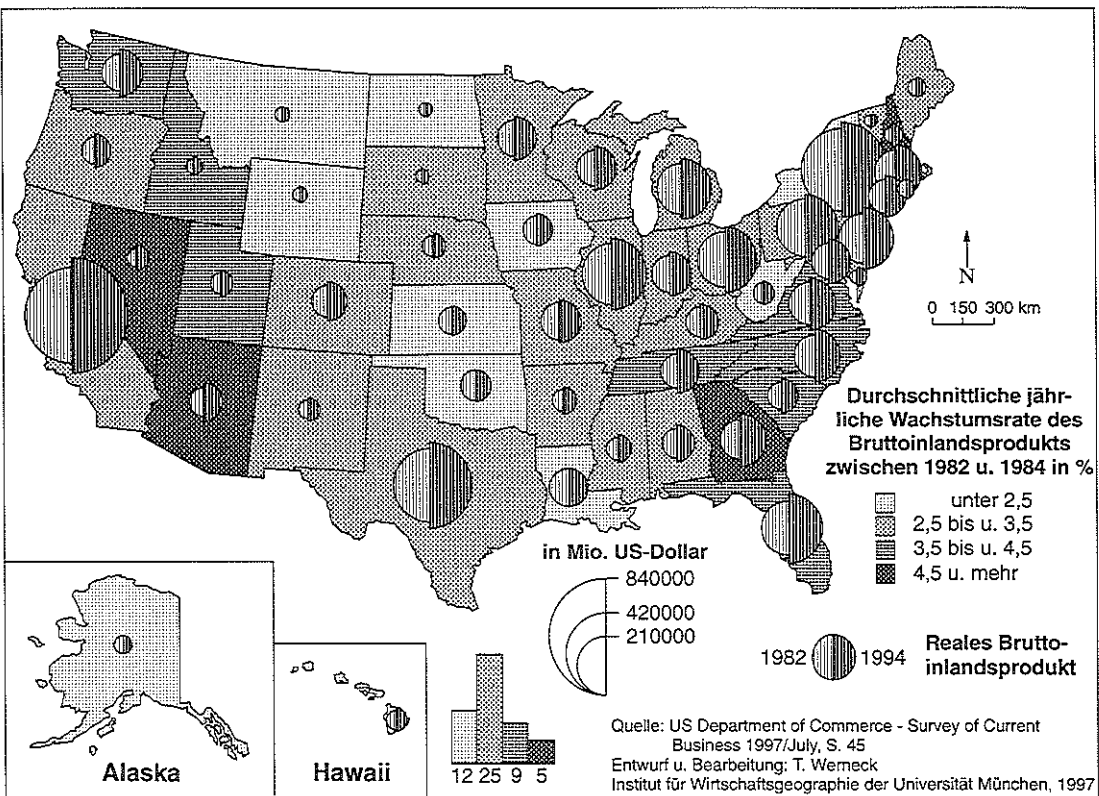 N
0 150 300 km
Durchschnittliche jähr-
liche Wachstumsrate des
Bruttoinlandsprodukts
zwischen 1982 u. 1984 in %
unter 2,5
2,5 bis u. 3,5
3,5 bis u. 4,5
4,5 u. mehr
in Mio. US-Dollar
840000
420000
210000
1982
1994
Reales Brutto-
inlandsprodukt
Alaska
Hawaii
12 25 9 5
Quelle: US Department of Commerce - Survey of Current
Business 1997/July, S. 45
Entwurf u. Bearbeitung; T. Werneck
Institut für Wirtschaftsgeographie der Universität München, 1997